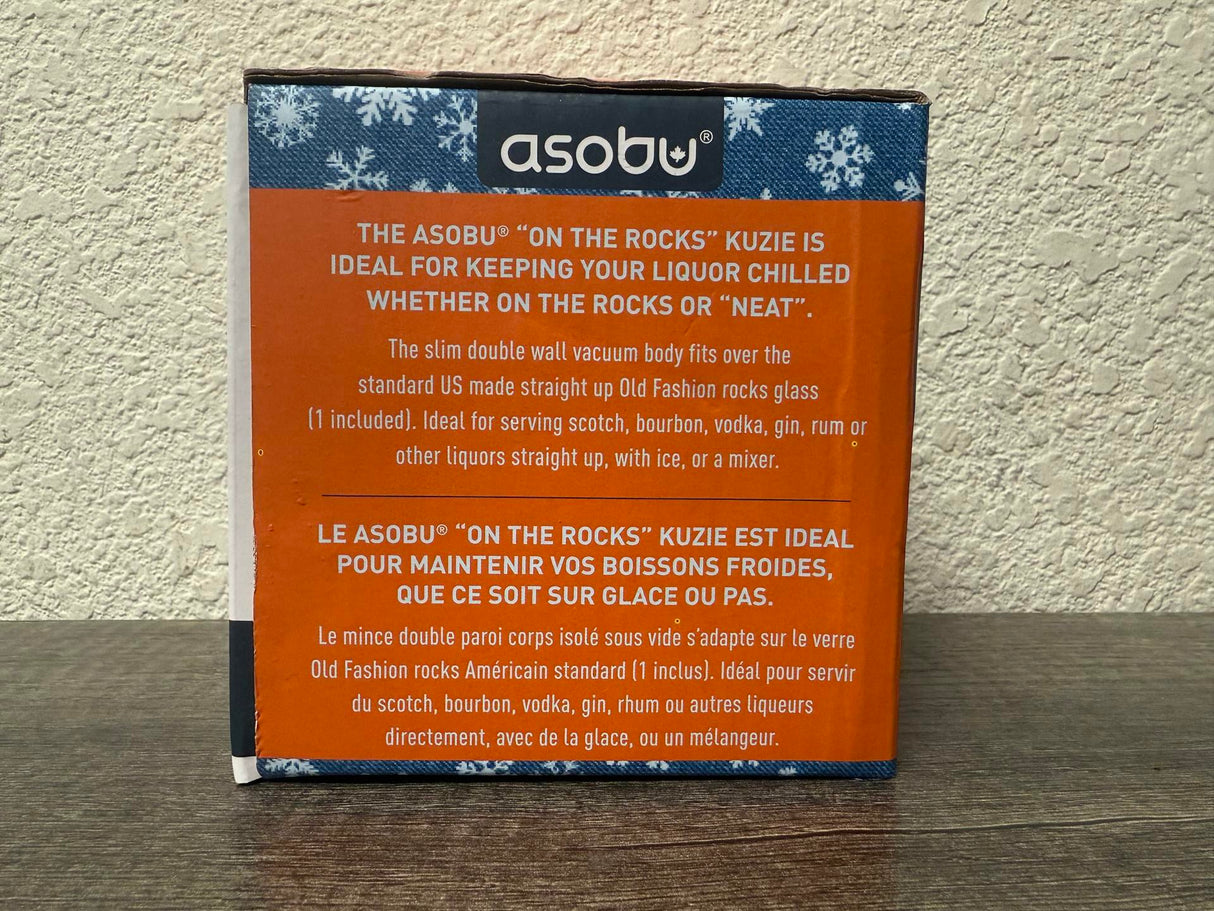 asobu®
THE ASOBU® “ON THE ROCKS” KUZIE IS
IDEAL FOR KEEPING YOUR LIQUOR CHILLED
WHETHER ON THE ROCKS OR “NEAT”.
The slim double wall vacuum body fits over the
standard US made straight up Old Fashion rocks glass
(1 included). Ideal for serving scotch, bourbon, vodka, gin, rum or
other liquors straight up, with ice, or a mixer.
LE ASOBU® “ON THE ROCKS” KUZIE EST IDEAL
POUR MAINTENIR VOS BOISSONS FROIDES,
QUE CE SOIT SUR GLACE OU PAS.
Le mince double paroi corps isolé sous vide s’adapte sur le verre
Old Fashion rocks Américain standard (1 inclus). Idéal pour servir
du scotch, bourbon, vodka, gin, rhum ou autres liqueurs
directement, avec de la glace, ou un mélangeur.